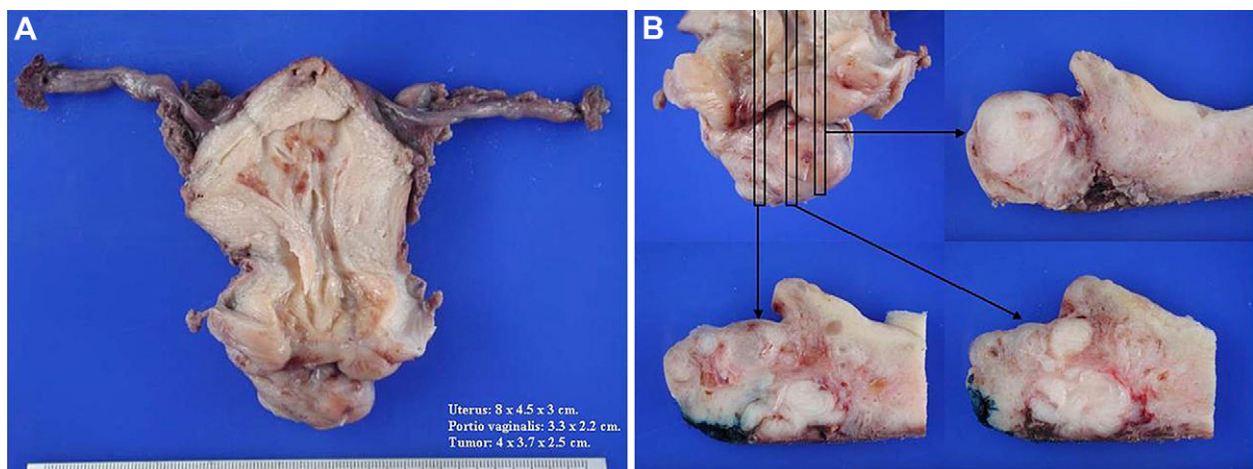 A
B
Uterus: 8 x 4.5 x 3 cm.
Portio vaginalis: 3.3 x 2.2 cm.
Tumor: 4 x 3.7 x 2.5 cm.